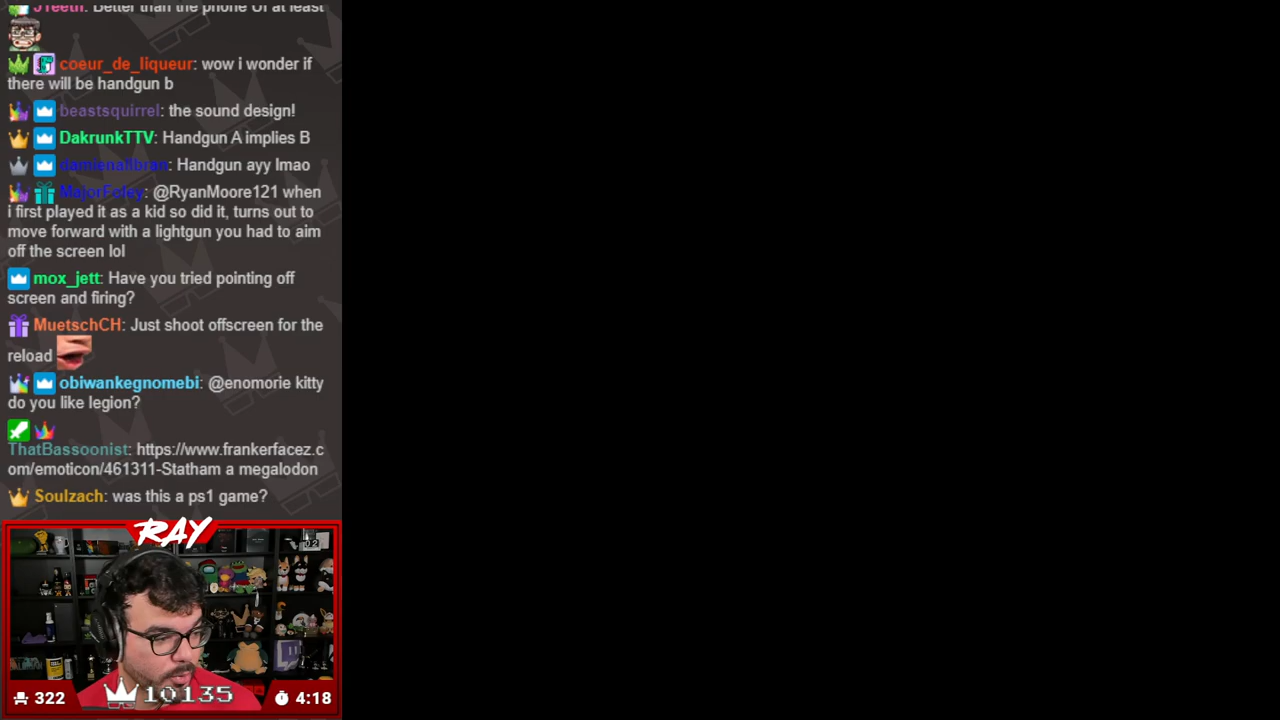 JTeeth: Better than the phone UI at least
coeur_de_liqueur: wow i wonder if
there will be handgun b
beastsquirrel: the sound design!
DakrunkTTV: Handgun A implies B
damienafibran: Handgun ayy lmao
MajorFoley: @RyanMoore121 when
i first played it as a kid so did it, turns out to
move forward with a lightgun you had to aim
off the screen lol
mox_jett: Have you tried pointing off
screen and firing?
MuetschCH: Just shoot offscreen for the
reload
obiwankegnomebi: @enomorie kitty
do you like legion?
ThatBassoonist: https://www.frankerfacez.c
om/emoticon/461311-Statham a megalodon
Soulzach: was this a ps1 game?
RAY
322
10135
4:18